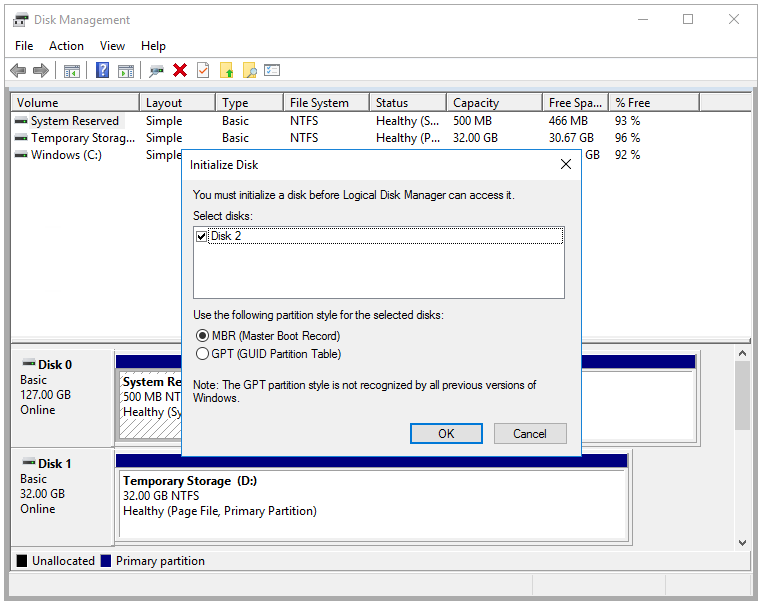 Disk Management
File Action View Help
Volume Layout Type File System Status Capacity Free Spa... % Free
System Reserved Simple Basic NTFS Healthy (S... 500 MB 466 MB 93 %
Temporary Storag... Simple Basic NTFS Healthy (P... 32.00 GB 30.67 GB 96 %
Windows (C:) Simple GB 92 %
Initialize Disk
You must initialize a disk before Logical Disk Manager can access it.
Select disks:
Disk 2
Use the following partition style for the selected disks:
MBR (Master Boot Record)
GPT (GUID Partition Table)
Note: The GPT partition style is not recognized by all previous versions of
Windows.
OK Cancel
Disk 0
Basic
127.00 GB
Online
System Re
500 MB NT
Healthy (Sy
Disk 1
Basic
32.00 GB
Online
Temporary Storage (D:)
32.00 GB NTFS
Healthy (Page File, Primary Partition)
Unallocated Primary partition